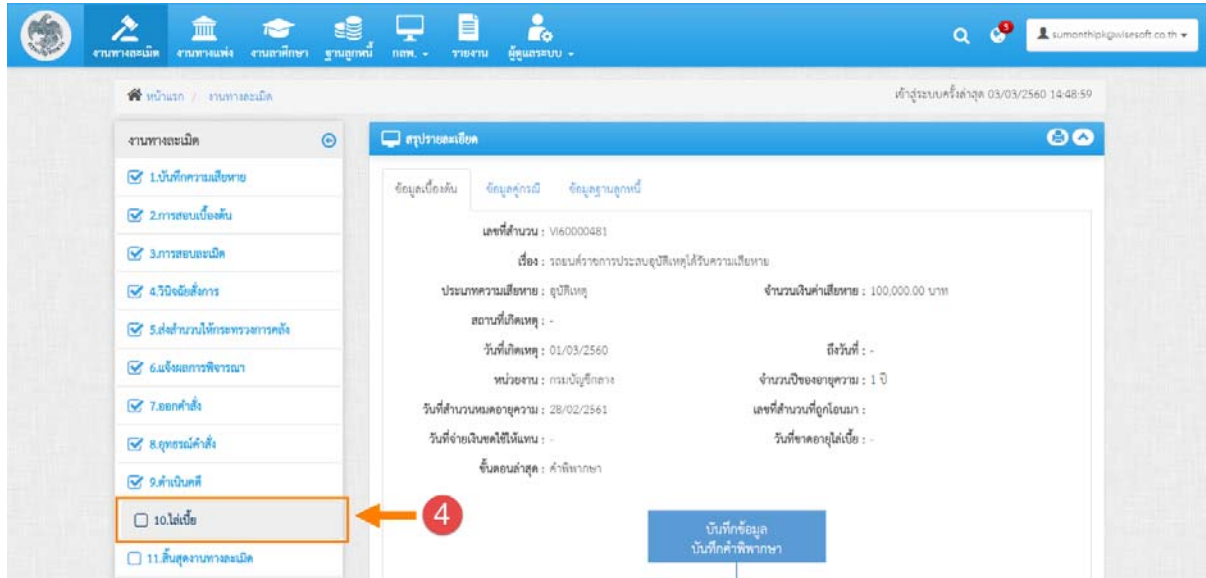 งานทางละเมิด งานทางแพ่ง งานอาศึกษา ฐานลูกหนี้ กลพ. รายงาน ผู้ดูแลระบบ
sumonthipk@wisesoft.co.th
หน้าแรก / งานทางละเมิด
เข้าสู่ระบบครั้งล่าสุด 03/03/2560 14:48:59
งานทางละเมิด
1.บันทึกความเสียหาย
2.การสอบเบื้องต้น
3.การสอบละเมิด
4.วินิจฉัยสั่งการ
5.ส่งสำนวนให้กระทรวงการคลัง
6.แจ้งผลการพิจารณา
7.ออกคำสั่ง
8.อุทธรณ์คำสั่ง
9.ดำเนินคดี
10.ไล่เบี้ย
11.สิ้นสุดงานทางละเมิด
4
สรุปรายละเอียด
ข้อมูลเบื้องต้น ข้อมูลคู่กรณี ข้อมูลฐานลูกหนี้
เลขที่สำนวน : VI60000481
เรื่อง : รถยนต์ราชการประสบอุบัติเหตุได้รับความเสียหาย
ประเภทความเสียหาย : อุบัติเหตุ จำนวนเงินค่าเสียหาย : 100,000.00 บาท
สถานที่เกิดเหตุ : -
วันที่เกิดเหตุ : 01/03/2560 ถึงวันที่ : -
หน่วยงาน : กรมบัญชีกลาง จำนวนปีของอายุความ : 1 ปี
วันที่สำนวนหมดอายุความ : 28/02/2561 เลขที่สำนวนที่ถูกโอนมา :
วันที่จ่ายเงินชดใช้ให้แทน : - วันที่ขาดอายุไล่เบี้ย : -
ขั้นตอนล่าสุด : คำพิพากษา
บันทึกข้อมูล
บันทึกคำพิพากษา